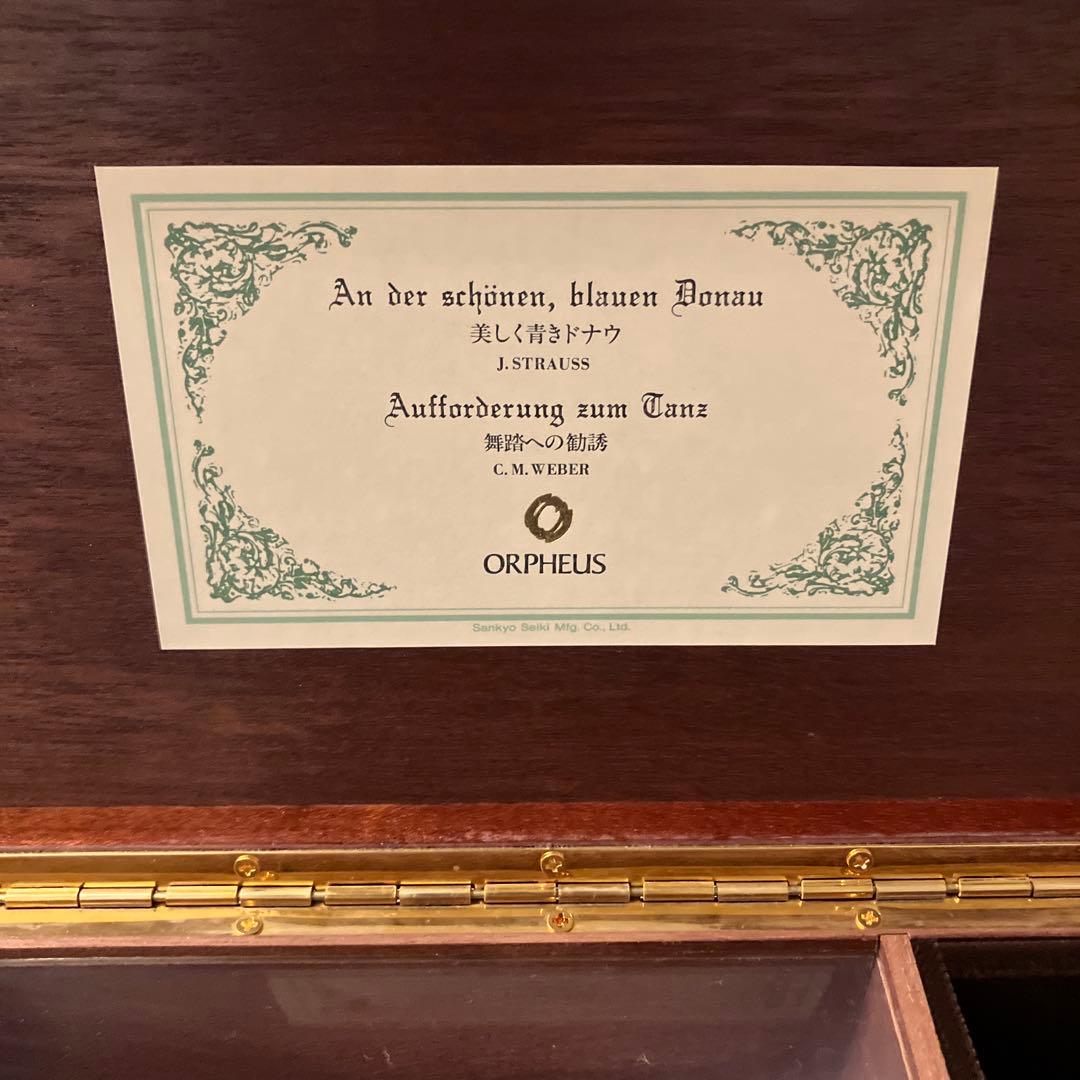 An der schönen, blauen Donau
美しく青きドナウ
J. STRAUSS
Aufforderung zum Tanz
舞踏への勧誘
C. M. WEBER
ORPHEUS
Sankyo Seiki Mfg. Co., Ltd.